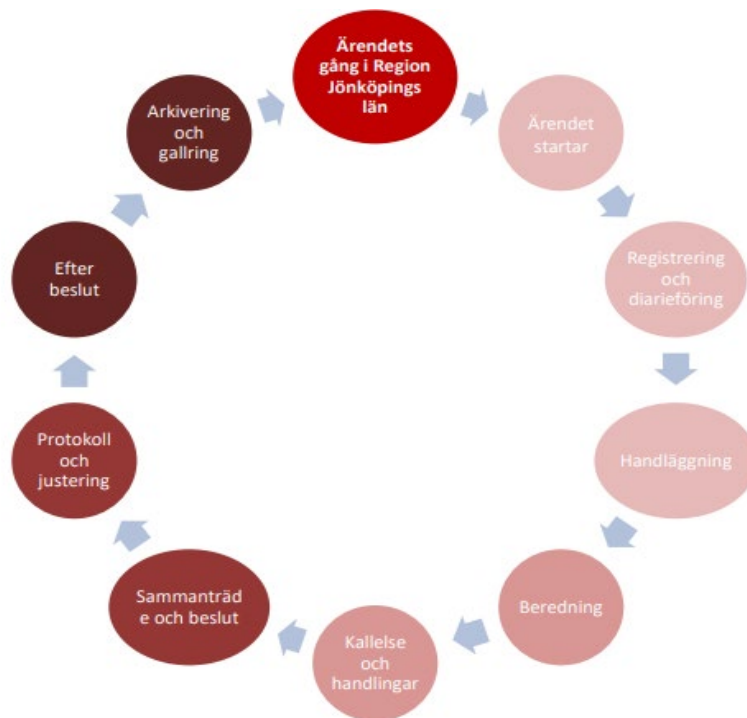 Ärendets
gång i Region
Jönköpings
län
Ärendet
startar
Registrering
och
diarieföring
Handläggning
Beredning
Kallelse
och
handlingar
Sammanträd
e och beslut
Protokoll
och
justering
Efter
beslut
Arkivering
och
gallring